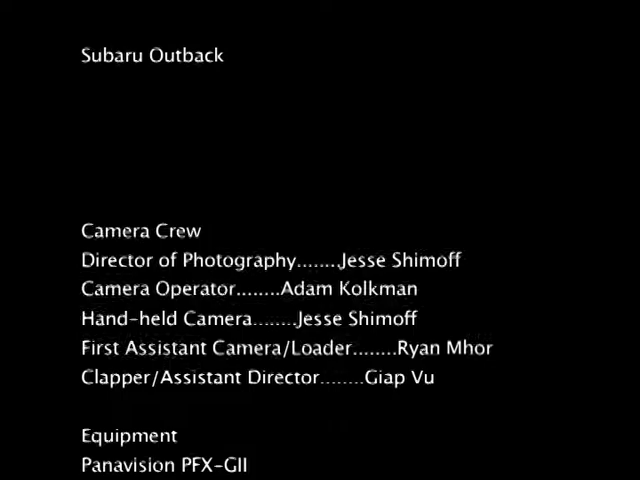 Subaru Outback
Camera Crew
Director of Photography........Jesse Shimoff
Camera Operator........Adam Kolkman
Hand-held Camera........Jesse Shimoff
First Assistant Camera/Loader........Ryan Mhor
Clapper/Assistant Director........Giap Vu
Equipment
Panavision PFX-GII